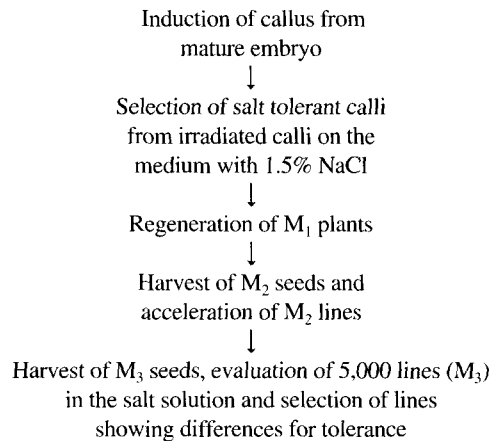 Induction of callus from
mature embryo
↓
Selection of salt tolerant calli
from irradiated calli on the
medium with 1.5% NaCl
↓
Regeneration of M₁ plants
↓
Harvest of M₂ seeds and
acceleration of M₂ lines
↓
Harvest of M₃ seeds, evaluation of 5,000 lines (M₃)
in the salt solution and selection of lines
showing differences for tolerance